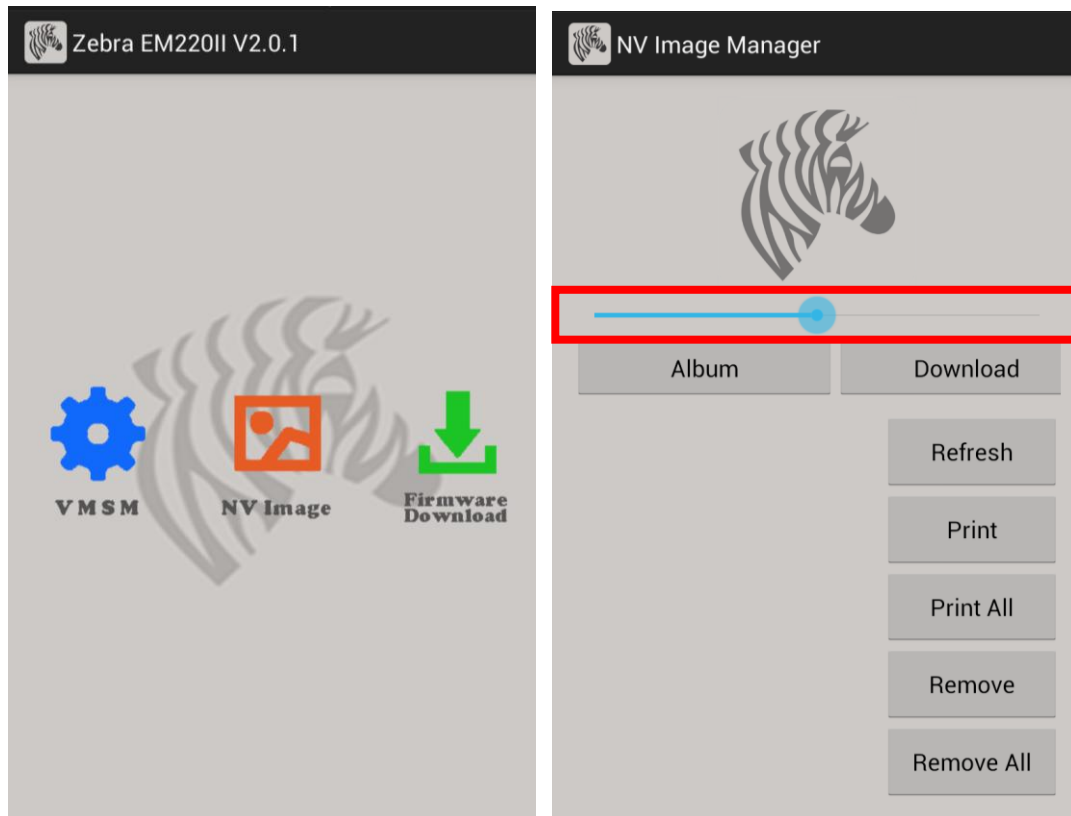 Zebra EM220II V2.0.1
VMSM
NV Image
Firmware
Download
NV Image Manager
Album
Download
Refresh
Print
Print All
Remove
Remove All